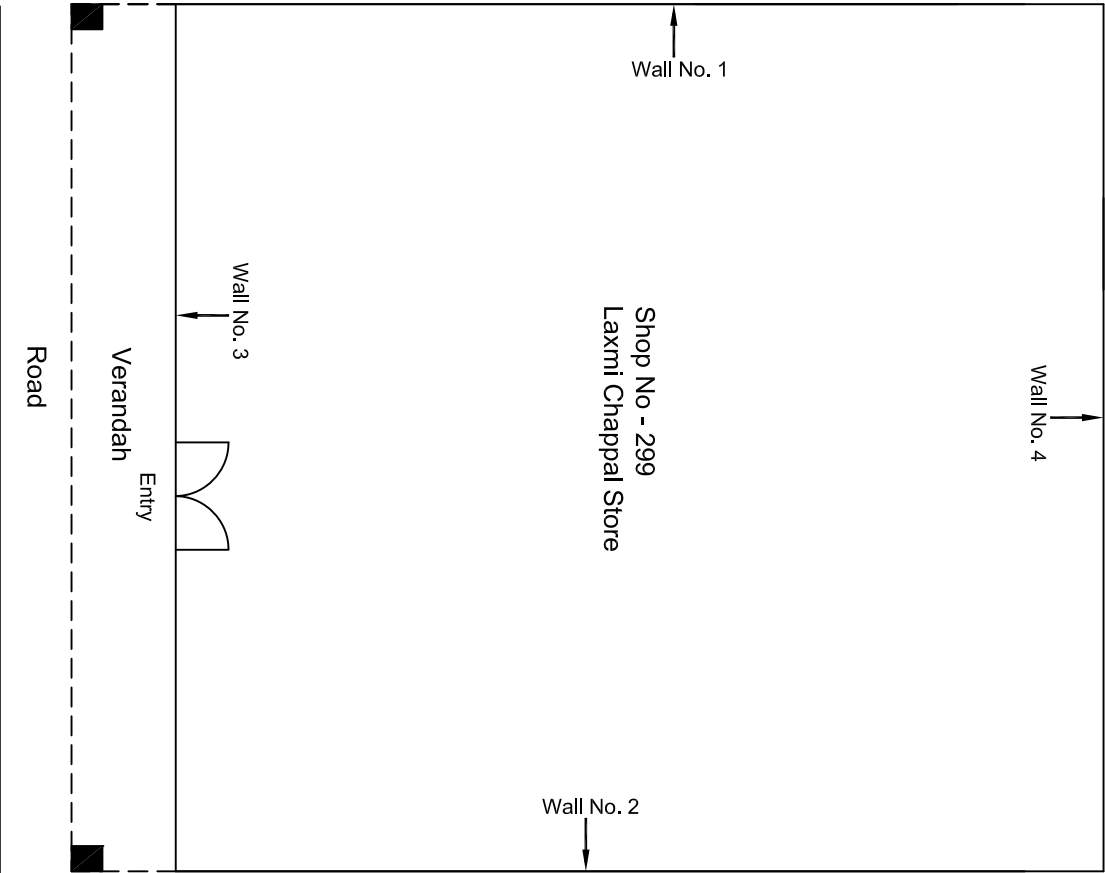 Wall No. 1
Wall No. 4
Wall No. 3
Shop No - 299
Laxmi Chappal Store
Verandah
Entry
Road
Wall No. 2